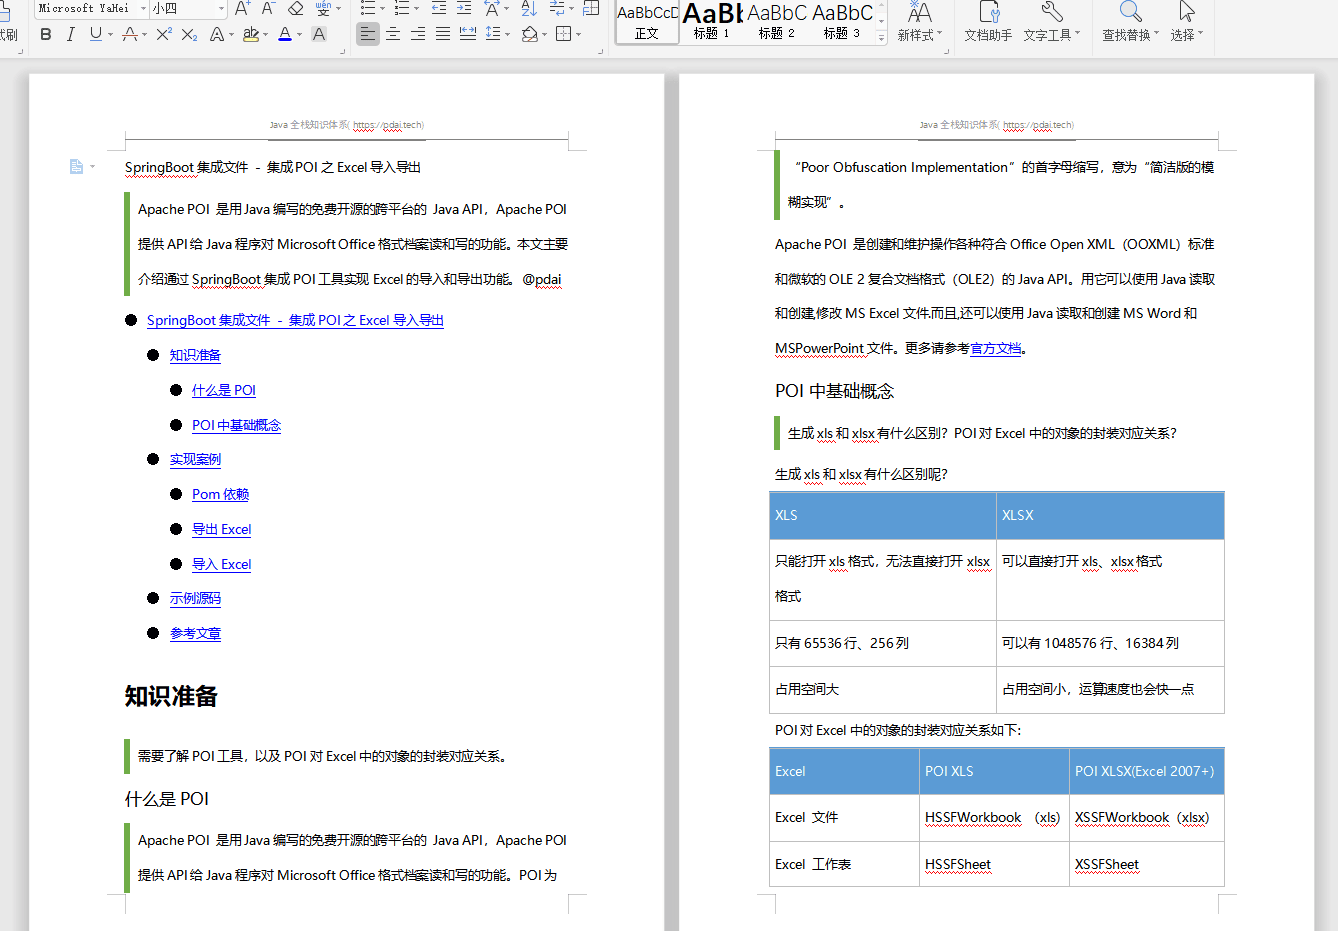 Microsoft YaHei 小四
wén
变
B I U A X² X₂ A A A
AaBbCcD AaBb AaBbC AaBbC
正文 标题 1 标题 2 标题 3 新样式 文档助手 文字工具 查找替换 选择
式刷
Java 全栈知识体系( https://pdai.tech)
SpringBoot 集成文件 - 集成 POI 之 Excel 导入导出
Apache POI 是用 Java 编写的免费开源的跨平台的 Java API，Apache POI
提供 API 给 Java 程序对 Microsoft Office 格式档案读和写的功能。本文主要
介绍通过 SpringBoot 集成 POI 工具实现 Excel 的导入和导出功能。 @pdai
SpringBoot 集成文件 - 集成 POI 之 Excel 导入导出
知识准备
什么是 POI
POI 中基础概念
实现案例
Pom 依赖
导出 Excel
导入 Excel
示例源码
参考文章
知识准备
需要了解 POI 工具，以及 POI 对 Excel 中的对象的封装对应关系。
什么是 POI
Apache POI 是用 Java 编写的免费开源的跨平台的 Java API，Apache POI
提供 API 给 Java 程序对 Microsoft Office 格式档案读和写的功能。POI 为
Java 全栈知识体系( https://pdai.tech)
“Poor Obfuscation Implementation”的首字母缩写，意为“简洁版的模
糊实现”。
Apache POI 是创建和维护操作各种符合 Office Open XML（OOXML）标准
和微软的 OLE 2 复合文档格式（OLE2）的 Java API。用它可以使用 Java 读取
和创建,修改 MS Excel 文件.而且,还可以使用 Java 读取和创建 MS Word 和
MSPowerPoint 文件。更多请参考官方文档。
POI 中基础概念
生成 xls 和 xlsx 有什么区别？POI 对 Excel 中的对象的封装对应关系？
生成 xls 和 xlsx 有什么区别呢？
XLS XLSX
只能打开 xls 格式，无法直接打开 xlsx 可以直接打开 xls、xlsx 格式
格式
只有 65536 行、256 列 可以有 1048576 行、16384 列
占用空间大 占用空间小，运算速度也会快一点
POI 对 Excel 中的对象的封装对应关系如下：
Excel POI XLS POI XLSX(Excel 2007+)
Excel 文件 HSSFWorkbook （xls） XSSFWorkbook（xlsx）
Excel 工作表 HSSFSheet XSSFSheet